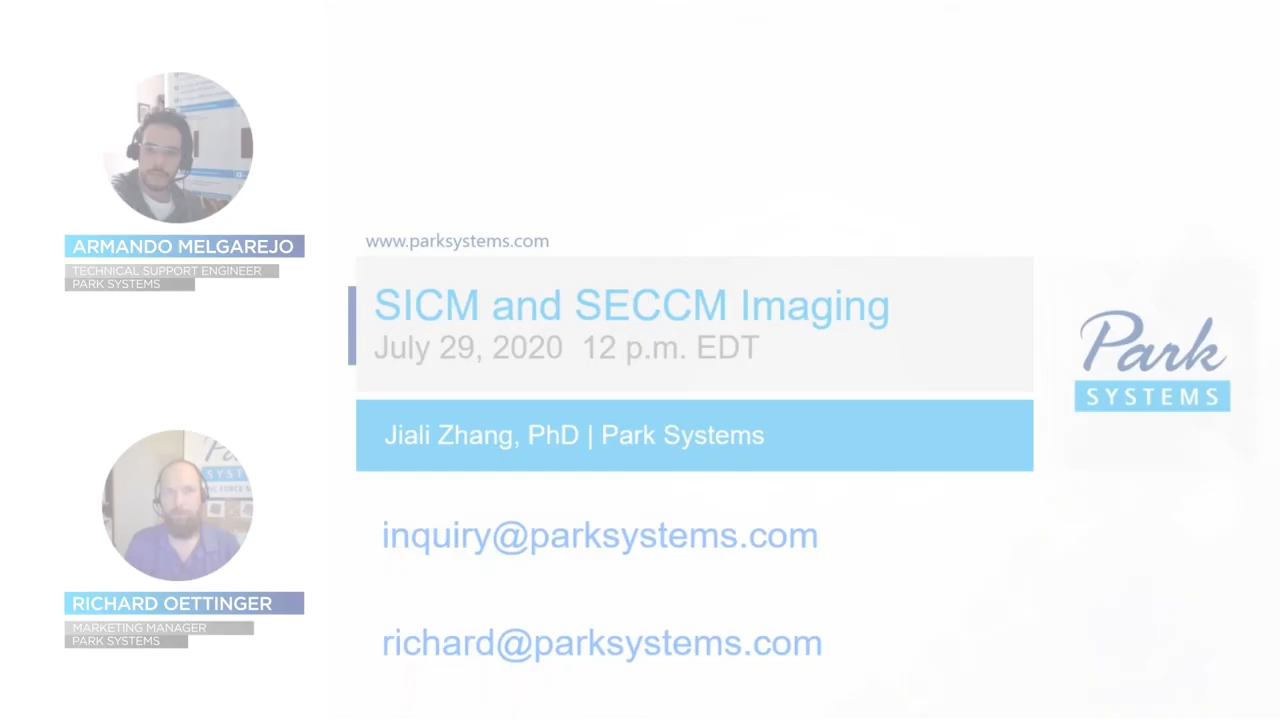 ARMANDO MELGAREJO
TECHNICAL SUPPORT ENGINEER
PARK SYSTEMS
RICHARD OETTINGER
MARKETING MANAGER
PARK SYSTEMS
www.parksystems.com
SICM and SECCM Imaging
July 29, 2020 12 p.m. EDT
Jiali Zhang, PhD | Park Systems
inquiry@parksystems.com
richard@parksystems.com
Park
SYSTEMS